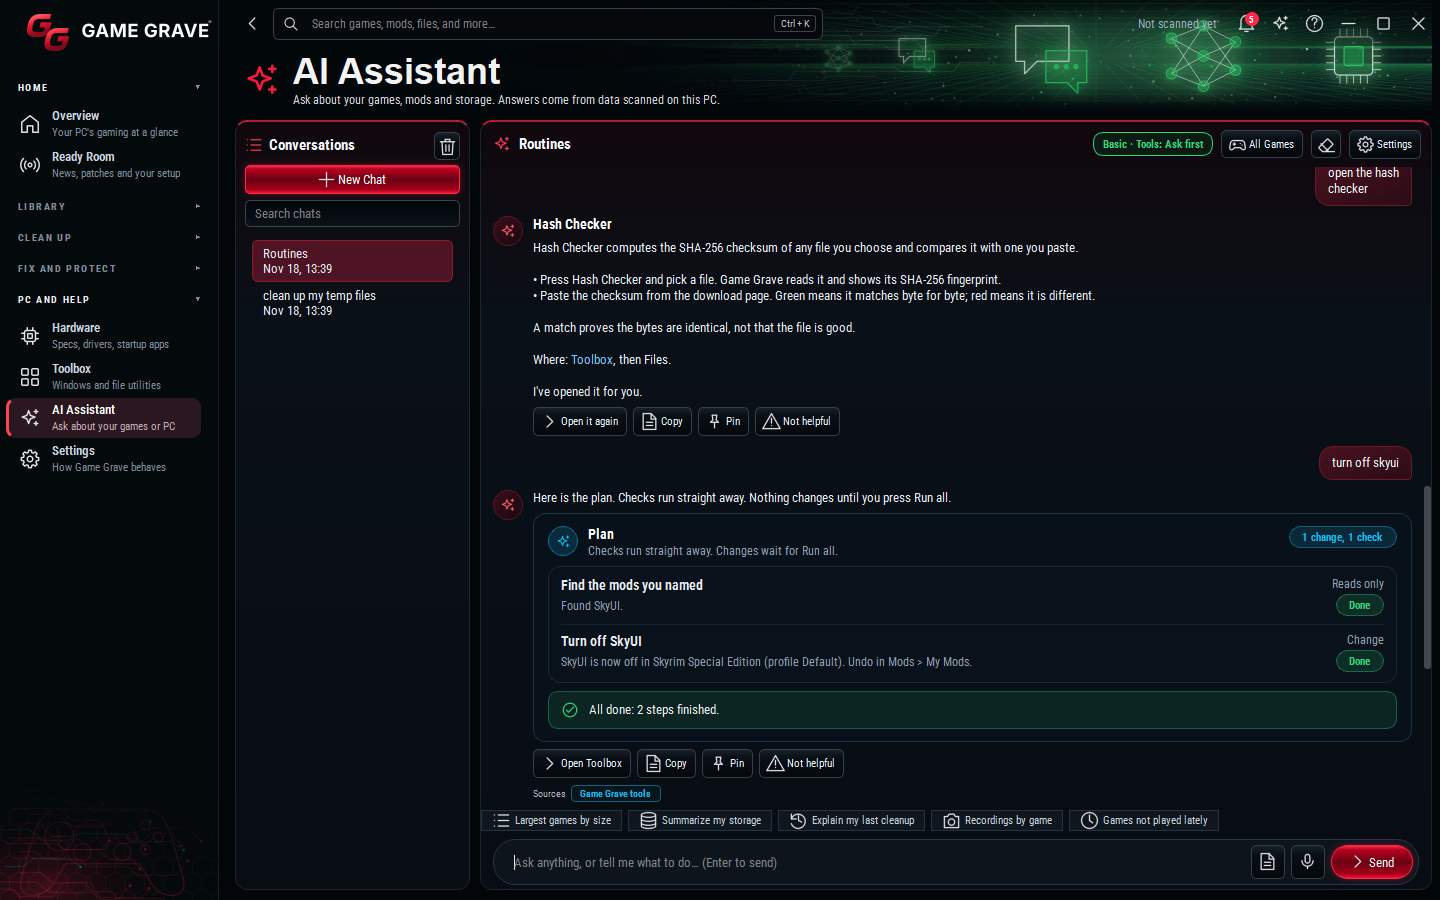 GG GAME GRAVE
HOME
Overview
Your PC's gaming at a glance
Ready Room
News, patches and your setup
LIBRARY
CLEAN UP
FIX AND PROTECT
PC AND HELP
Hardware
Specs, drivers, startup apps
Toolbox
Windows and file utilities
AI Assistant
Ask about your games or PC
Settings
How Game Grave behaves
Search games, mods, files, and more...
Ctrl + K
Not scanned yet
5
AI Assistant
Ask about your games, mods and storage. Answers come from data scanned on this PC.
Conversations
New Chat
Search chats
Routines
Nov 18, 13:39
clean up my temp files
Nov 18, 13:39
Routines
Basic · Tools: Ask first
All Games
Settings
open the hash
checker
Hash Checker
Hash Checker computes the SHA-256 checksum of any file you choose and compares it with one you paste.
• Press Hash Checker and pick a file. Game Grave reads it and shows its SHA-256 fingerprint.
• Paste the checksum from the download page. Green means it matches byte for byte; red means it is different.
A match proves the bytes are identical, not that the file is good.
Where: Toolbox, then Files.
I've opened it for you.
Open it again
Copy
Pin
Not helpful
turn off skyui
Here is the plan. Checks run straight away. Nothing changes until you press Run all.
Plan
Checks run straight away. Changes wait for Run all.
1 change, 1 check
Find the mods you named
Found SkyUI.
Reads only
Done
Turn off SkyUI
SkyUI is now off in Skyrim Special Edition (profile Default). Undo in Mods > My Mods.
Change
Done
All done: 2 steps finished.
Open Toolbox
Copy
Pin
Not helpful
Sources
Game Grave tools
Largest games by size
Summarize my storage
Explain my last cleanup
Recordings by game
Games not played lately
Ask anything, or tell me what to do... (Enter to send)
Send